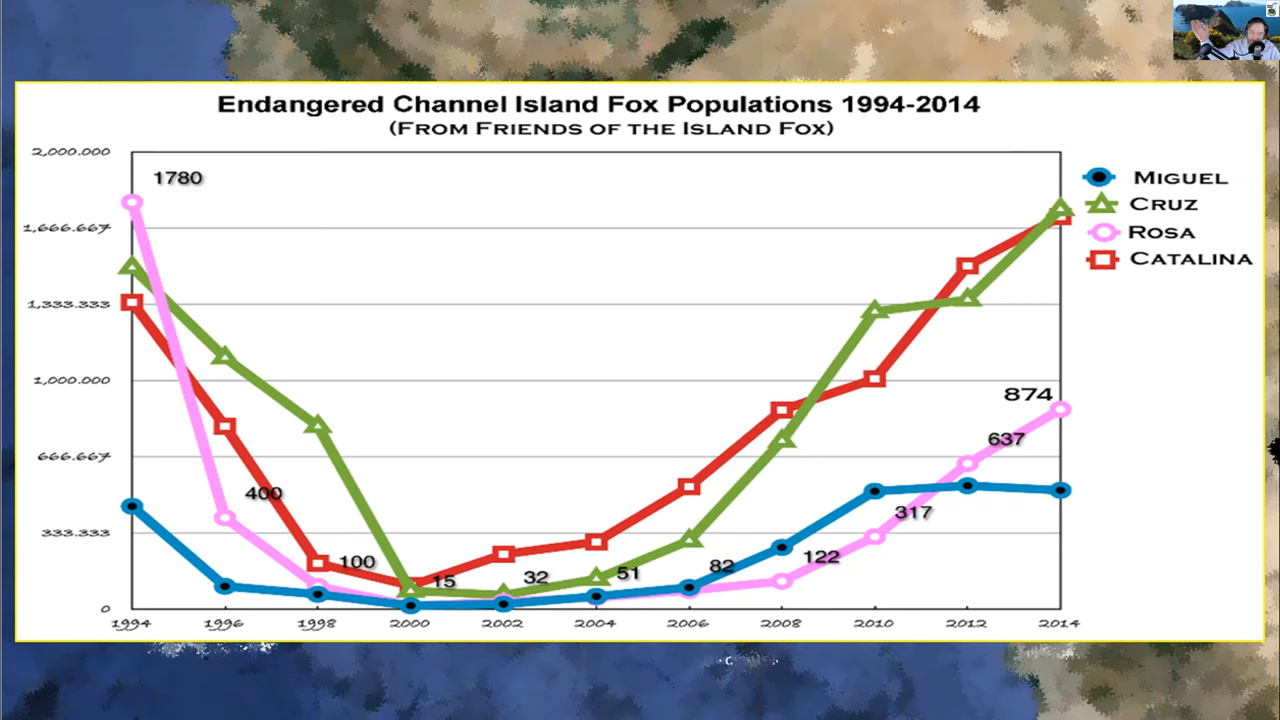 Endangered Channel Island Fox Populations 1994-2014
(From Friends of the Island Fox)
2,000.000
1,666.667
1,333.333
1,000.000
666.667
333.333
0
1780
400
100
15
32
51
82
122
317
637
874
1994 1996 1998 2000 2002 2004 2006 2008 2010 2012 2014
Miguel
Cruz
Rosa
Catalina